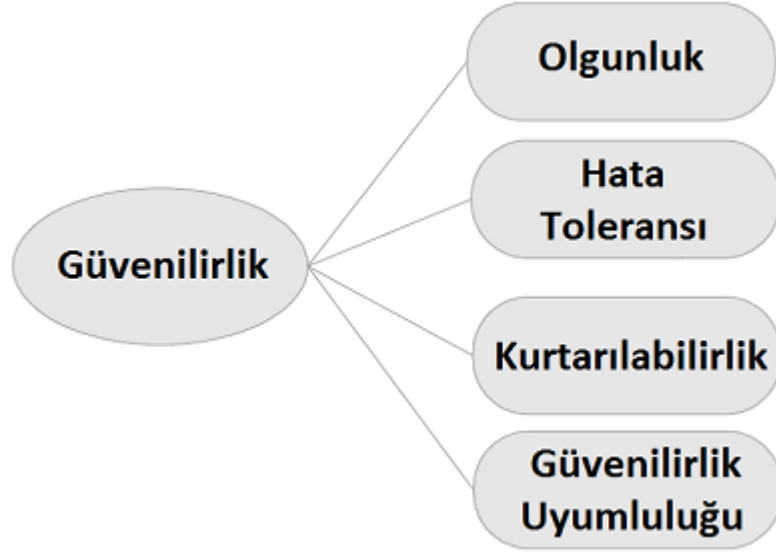 Olgunluk
Hata
Toleransı
Güvenilirlik
Kurtarılabilirlik
Güvenilirlik
Uyumluluğu